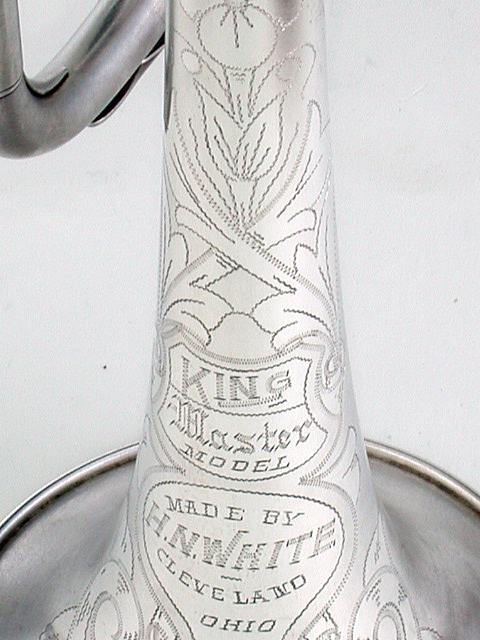 KING
Master
MODEL
MADE BY
H.N.WHITE
CLEVELAND
OHIO